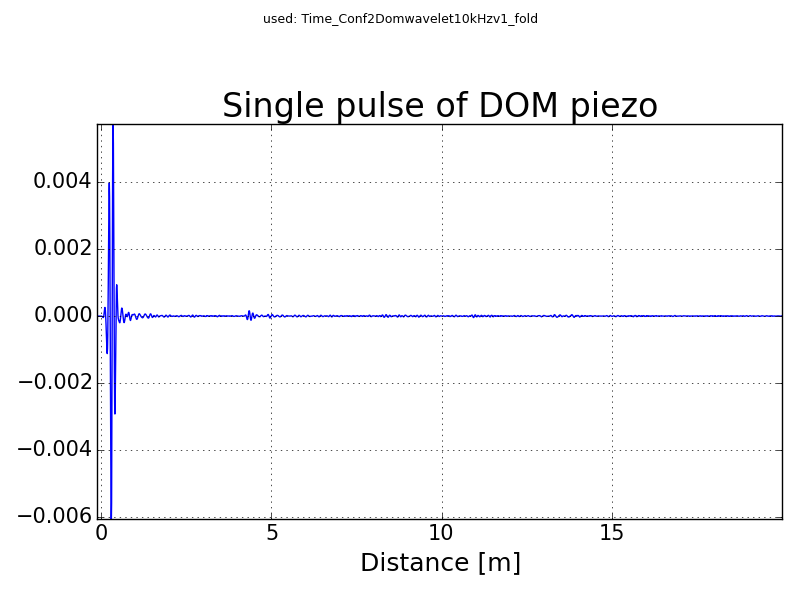 used: Time_Conf2Domwavelet10kHzv1_fold
Single pulse of DOM piezo
0.004
0.002
0.000
−0.002
−0.004
−0.006
0 5 10 15
Distance [m]